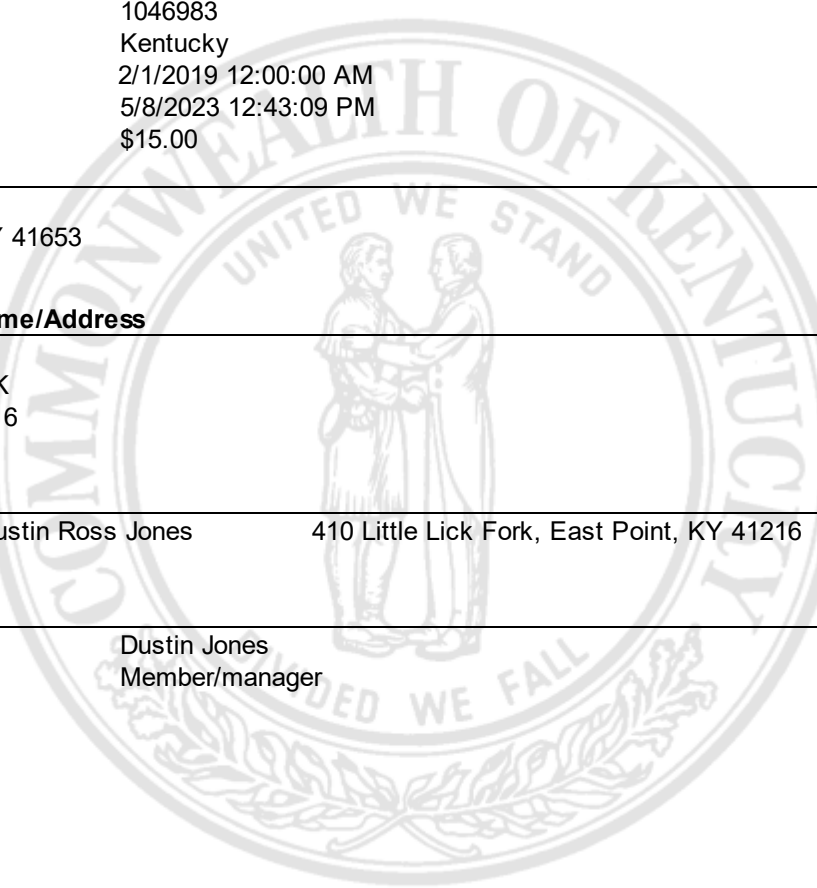 1046983
Kentucky
2/1/2019 12:00:00 AM
5/8/2023 12:43:09 PM
$15.00
41653
me/Address
K
6
ustin Ross Jones 410 Little Lick Fork, East Point, KY 41216
Dustin Jones
Member/manager
COMMONWEALTH OF KENTUCKY
UNITED WE STAND
DIVIDED WE FALL